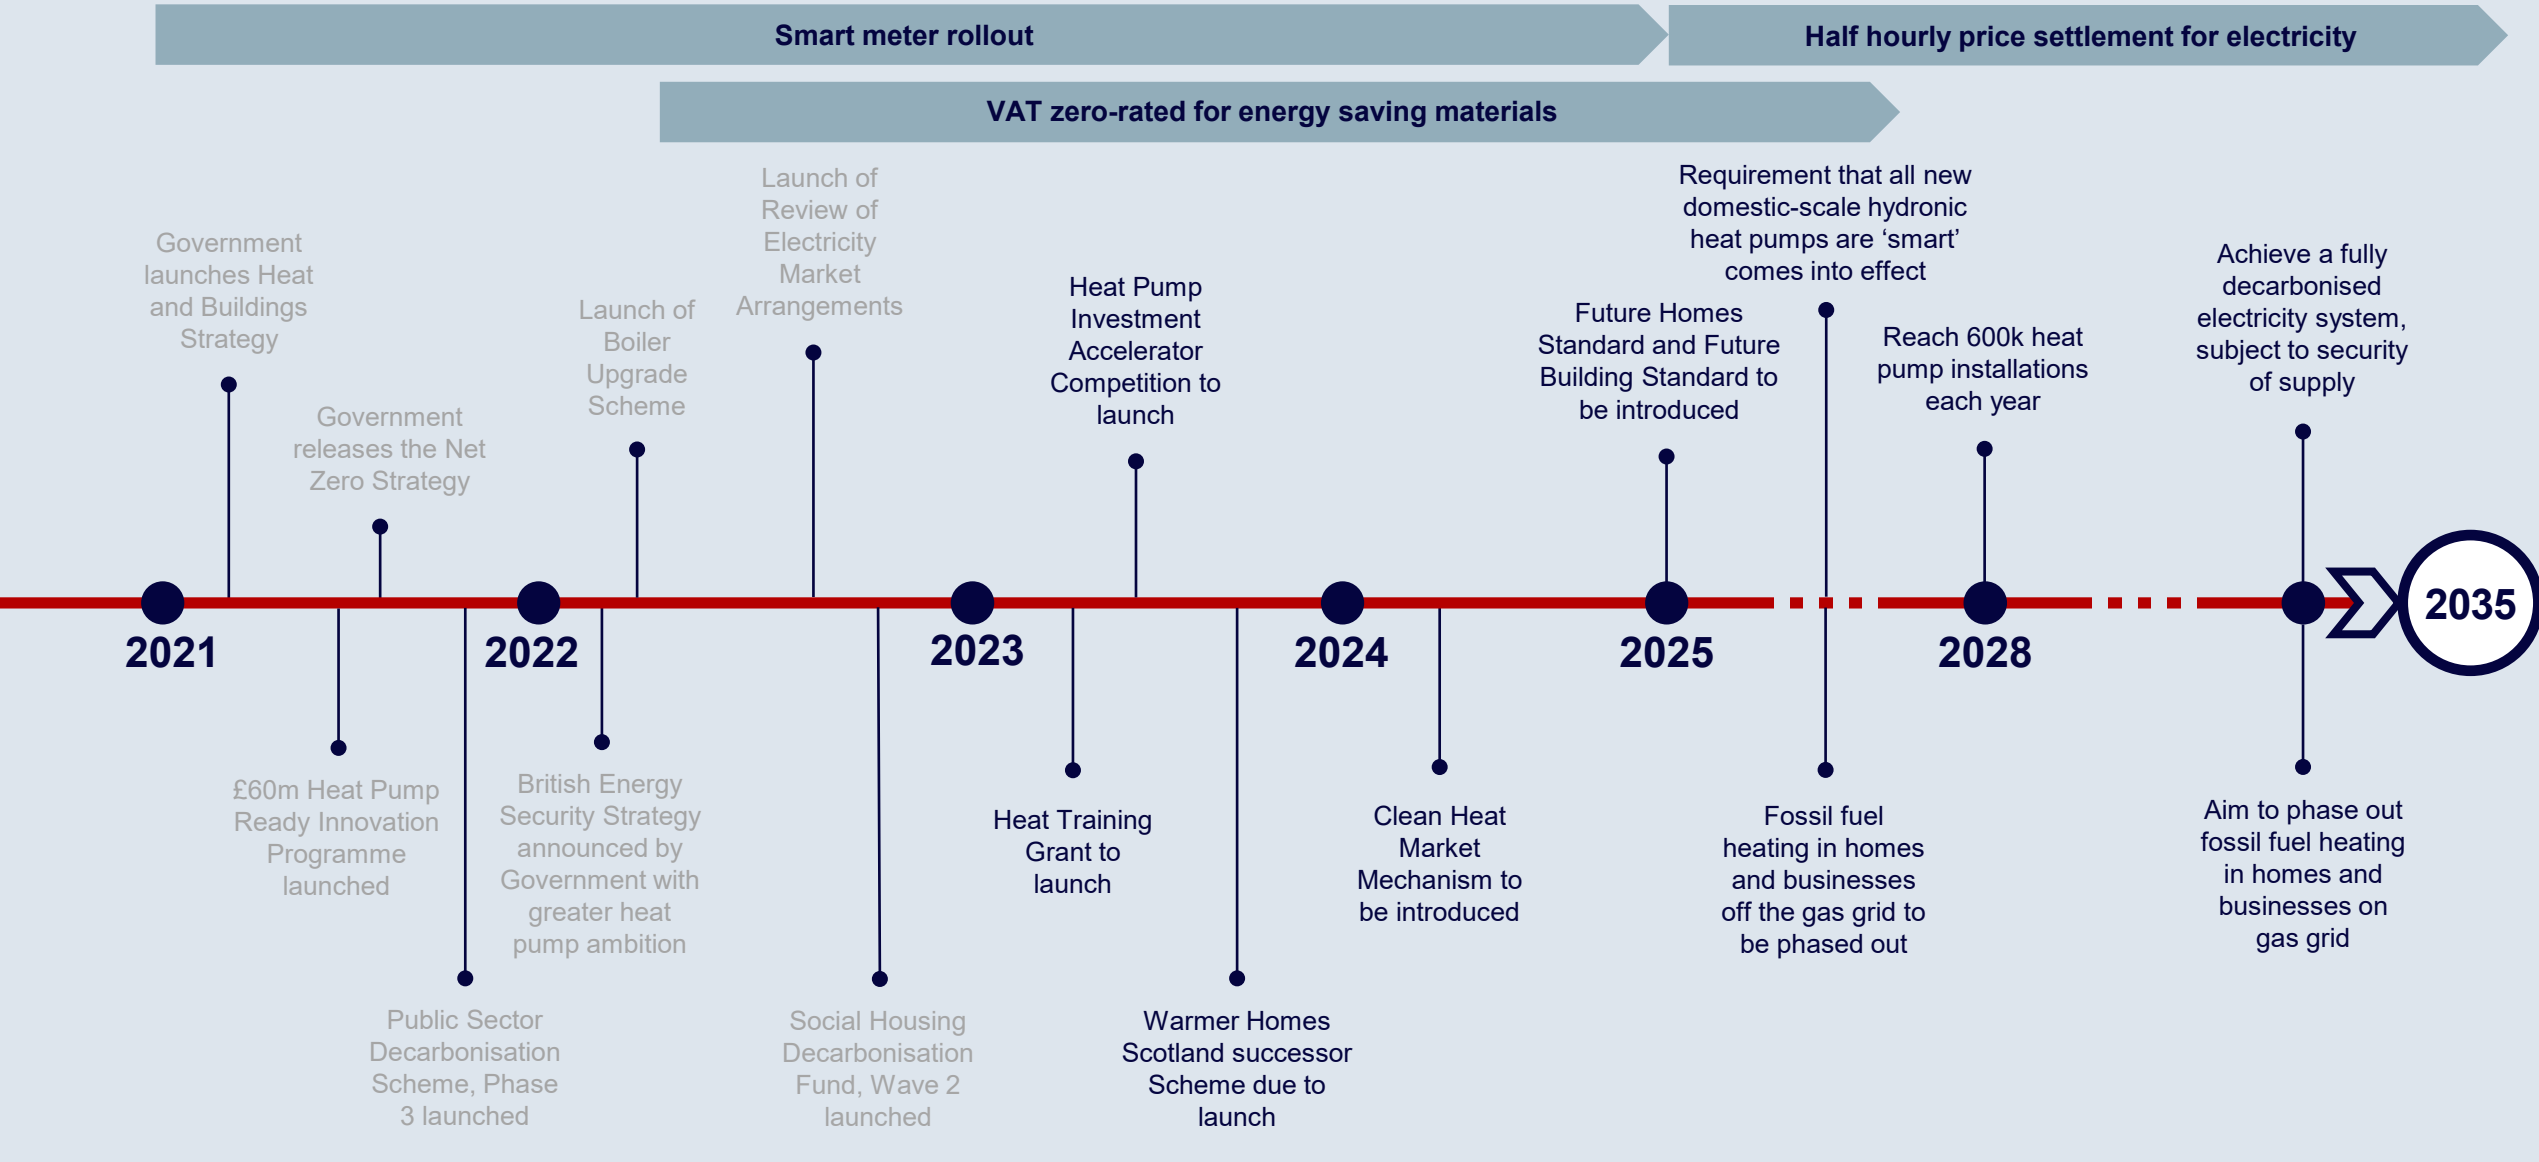 Smart meter rollout
Half hourly price settlement for electricity
VAT zero-rated for energy saving materials
Government
launches Heat
and Buildings
Strategy
Government
releases the Net
Zero Strategy
Launch of
Boiler
Upgrade
Scheme
Launch of
Review of
Electricity
Market
Arrangements
Heat Pump
Investment
Accelerator
Competition to
launch
Future Homes
Standard and Future
Building Standard to
be introduced
Requirement that all new
domestic-scale hydronic
heat pumps are ‘smart’
comes into effect
Reach 600k heat
pump installations
each year
Achieve a fully
decarbonised
electricity system,
subject to security
of supply
2021
2022
2023
2024
2025
2028
2035
£60m Heat Pump
Ready Innovation
Programme
launched
Public Sector
Decarbonisation
Scheme, Phase
3 launched
British Energy
Security Strategy
announced by
Government with
greater heat
pump ambition
Social Housing
Decarbonisation
Fund, Wave 2
launched
Heat Training
Grant to
launch
Warmer Homes
Scotland successor
Scheme due to
launch
Clean Heat
Market
Mechanism to
be introduced
Fossil fuel
heating in homes
and businesses
off the gas grid to
be phased out
Aim to phase out
fossil fuel heating
in homes and
businesses on
gas grid